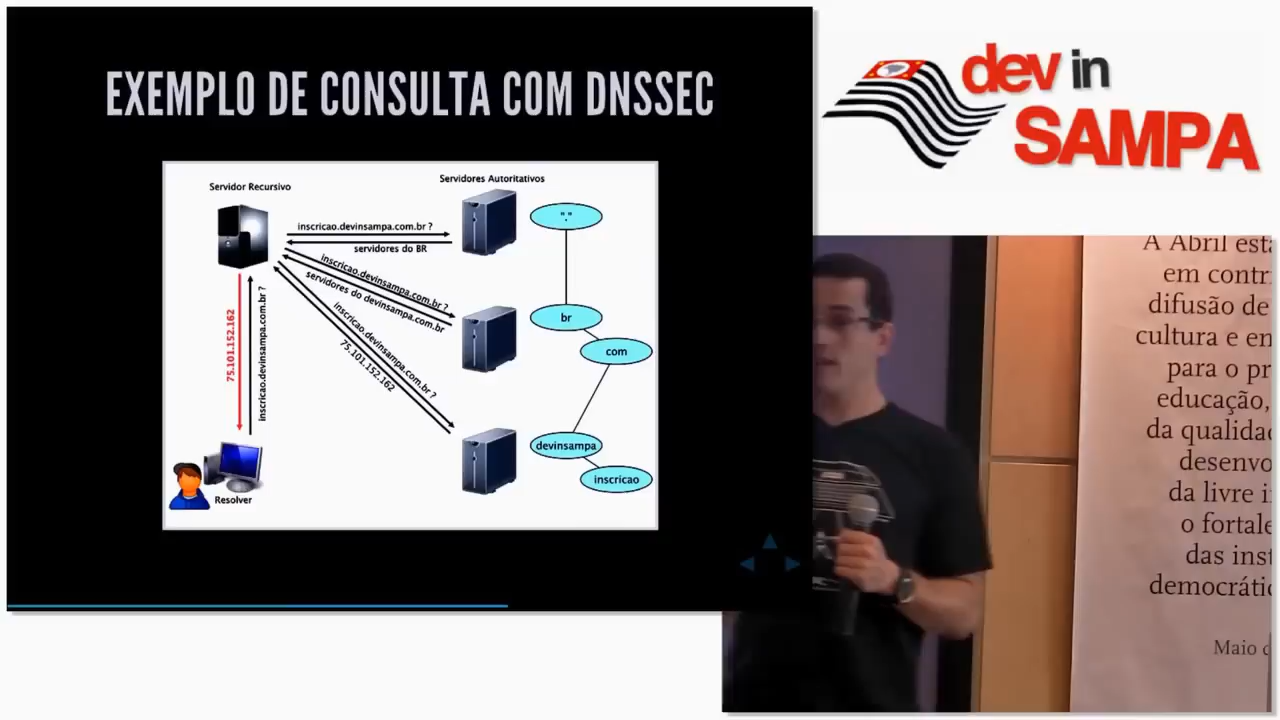 EXEMPLO DE CONSULTA COM DNSSEC
Servidor Recursivo
Servidores Autoritativos
inscricao.devinsampa.com.br ?
servidores do BR
inscricao.devinsampa.com.br ?
servidores do devinsampa.com.br
inscricao.devinsampa.com.br ?
75.101.152.162
75.101.152.162
inscricao.devinsampa.com.br ?
Resolver
"."
br
com
devinsampa
inscricao
dev in
SAMPA
A Abril está
em contri
difusão de
cultura e en
para o pr
educação,
da qualidad
desenvo
da livre i
o fortale
das inst
democrátic
Maio d